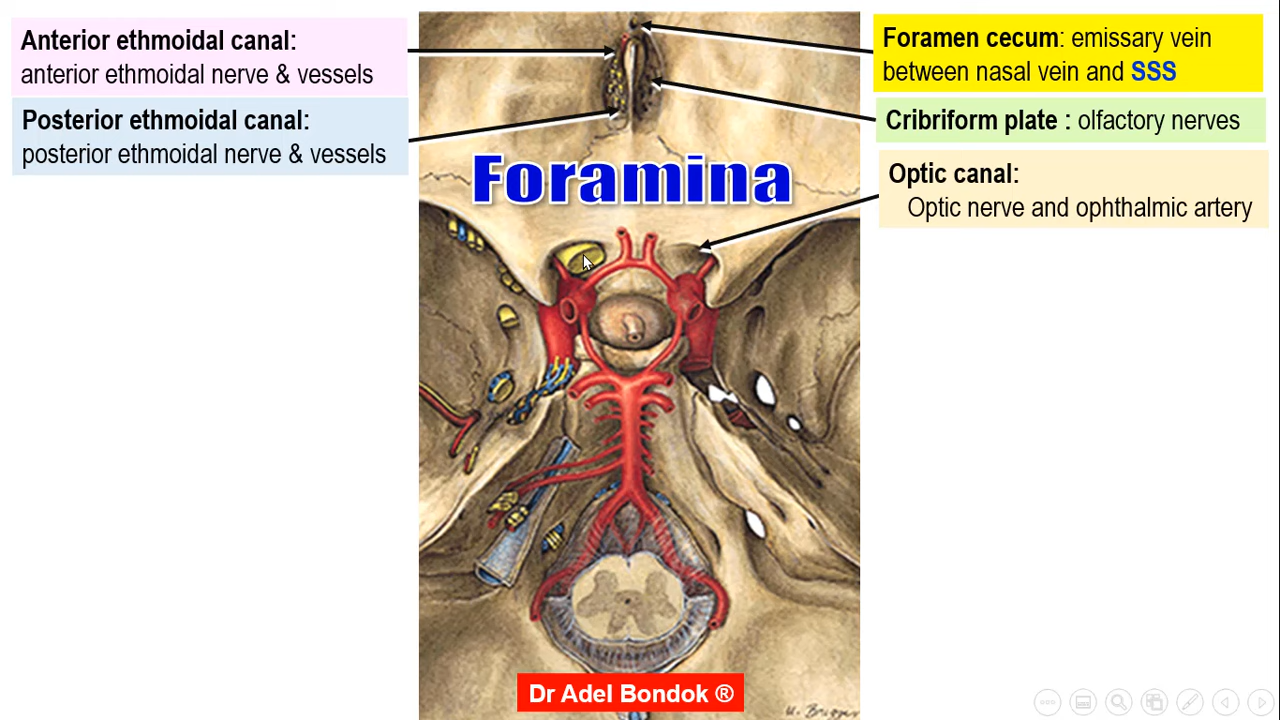 Anterior ethmoidal canal:
anterior ethmoidal nerve & vessels
Posterior ethmoidal canal:
posterior ethmoidal nerve & vessels
Foramen cecum: emissary vein
between nasal vein and SSS
Cribriform plate : olfactory nerves
Optic canal:
Optic nerve and ophthalmic artery
Foramina
Dr Adel Bondok ®